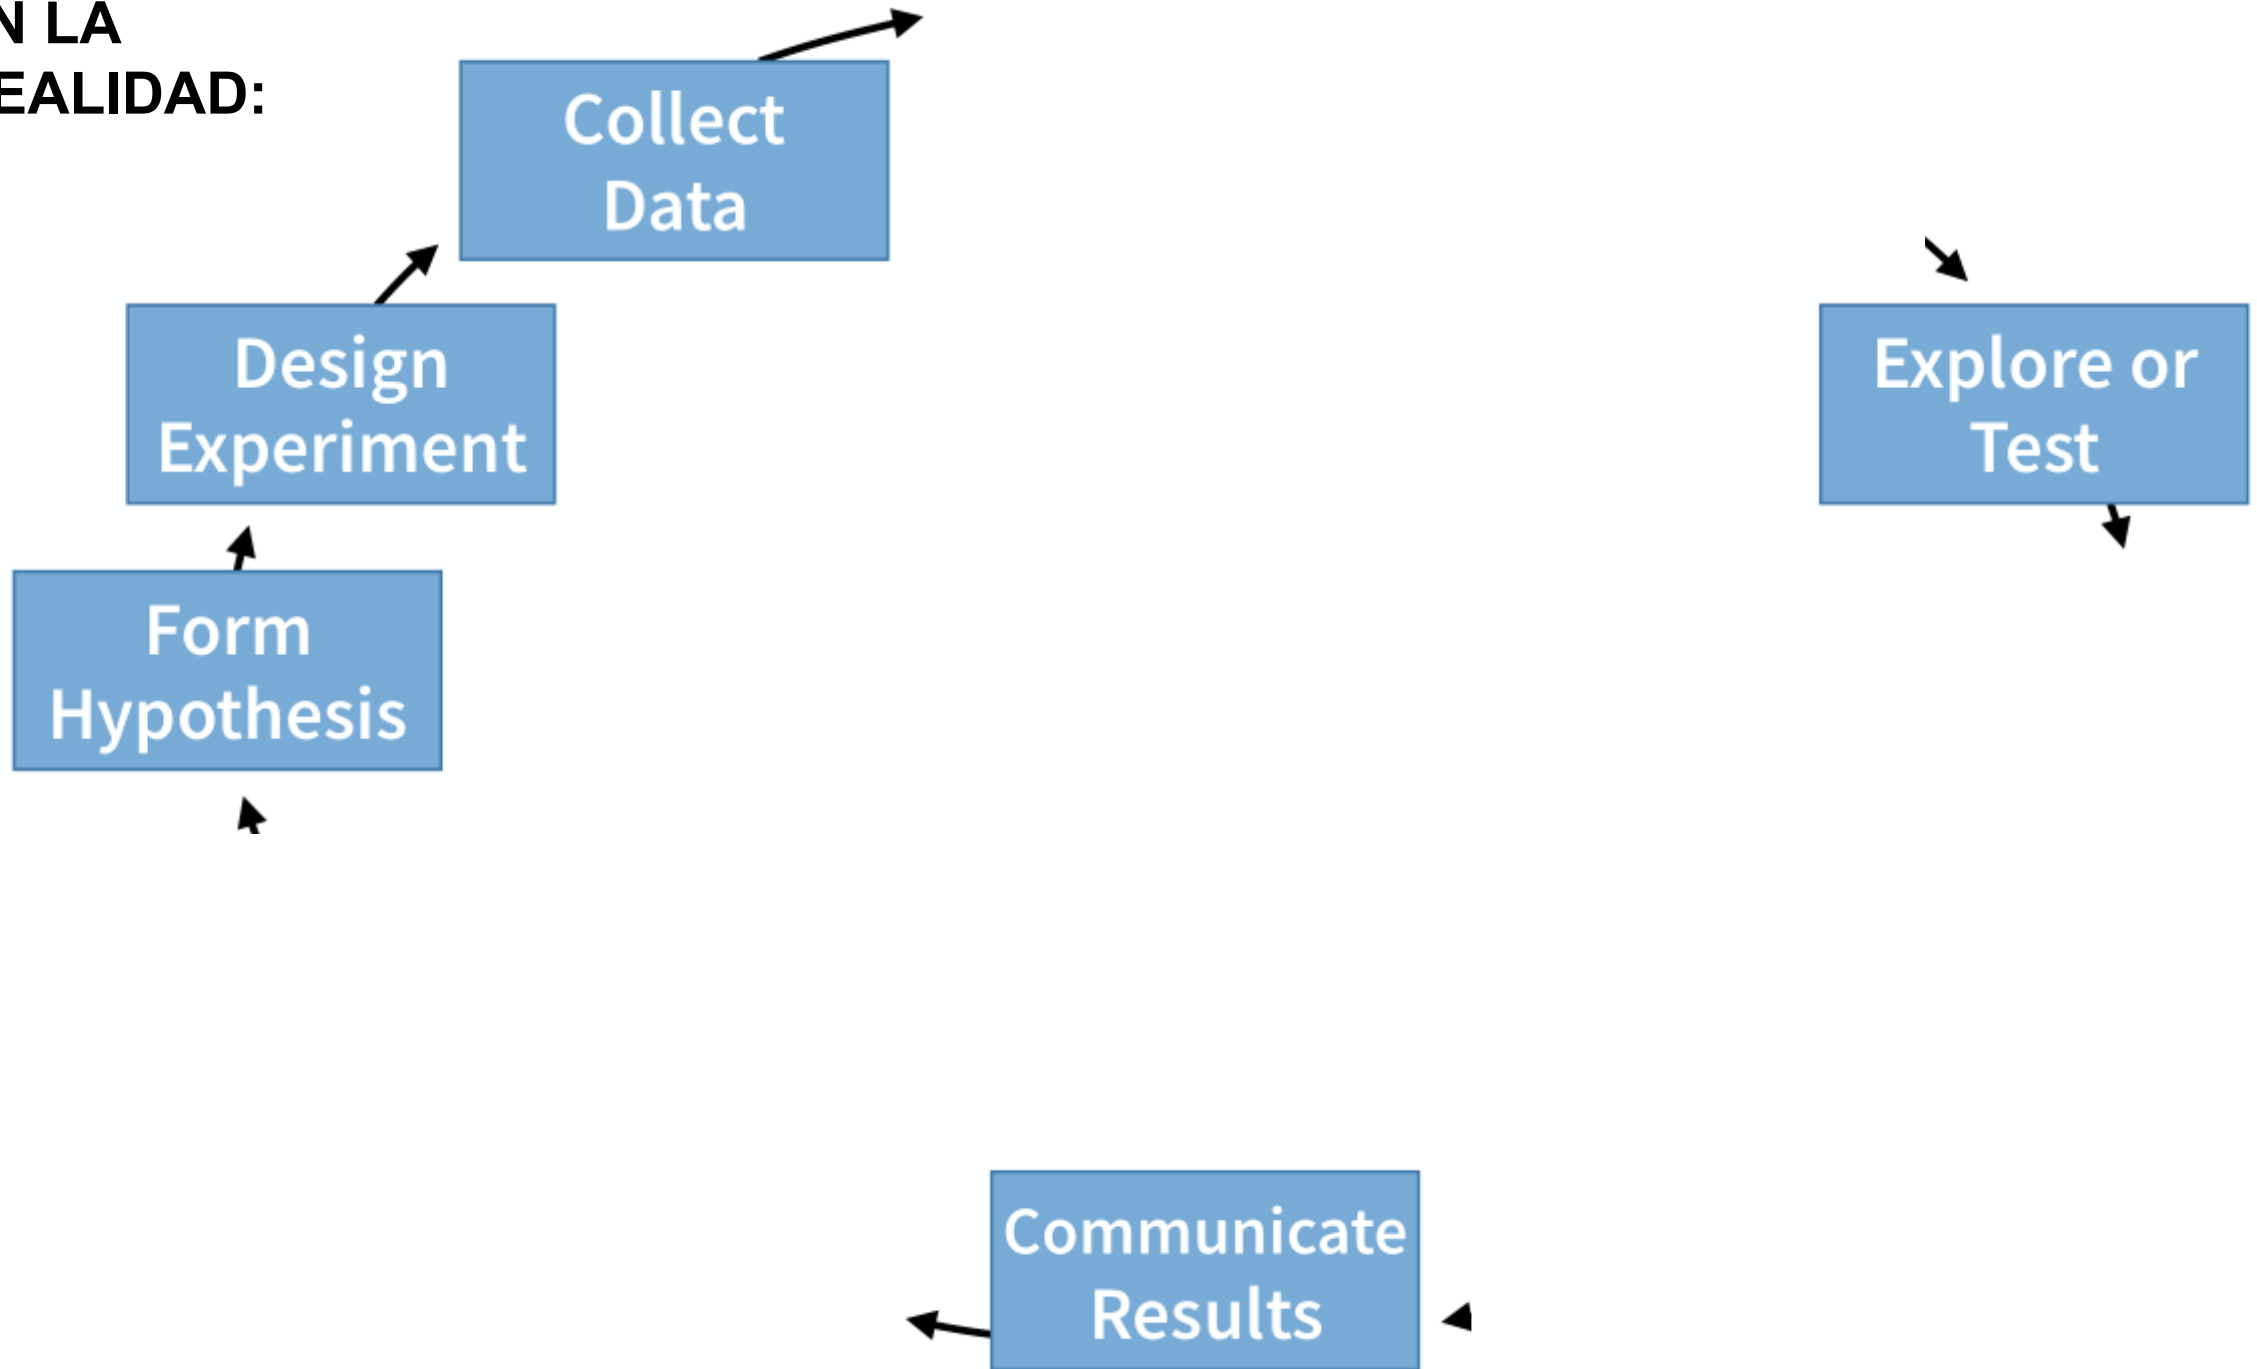 N LA
EALIDAD:
Collect
Data
Design
Experiment
Explore or
Test
Form
Hypothesis
Communicate
Results